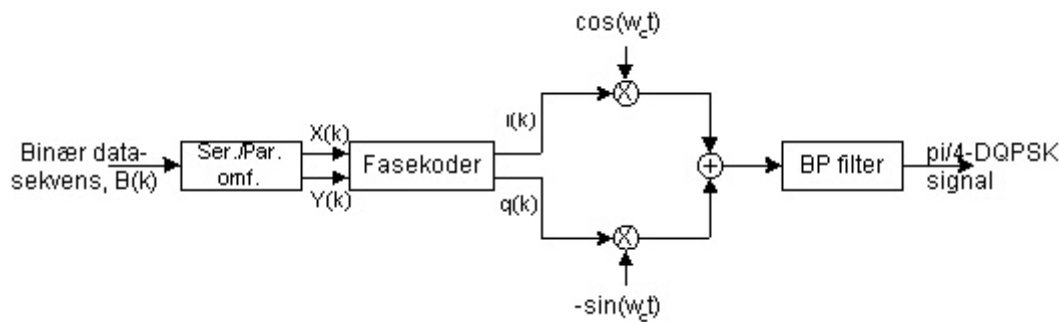 cos(w_ct)
Binær data-
sekvens, B(k)
Ser./Par.
omf.
X(k)
Y(k)
Fasekoder
i(k)
q(k)
X
X
+
BP filter
pi/4-DQPSK
signal
-sin(w_ct)